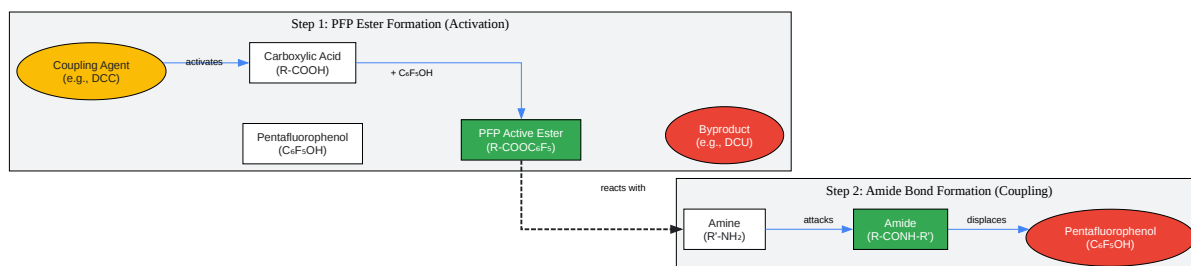 Step 1: PFP Ester Formation (Activation)
Coupling Agent
(e.g., DCC)
activates
Carboxylic Acid
(R-COOH)
+ C₆F₅OH
Pentafluorophenol
(C₆F₅OH)
PFP Active Ester
(R-COOC₆F₅)
Byproduct
(e.g., DCU)
reacts with
Step 2: Amide Bond Formation (Coupling)
Amine
(R'-NH₂)
attacks
Amide
(R-CONH-R')
displaces
Pentafluorophenol
(C₆F₅OH)